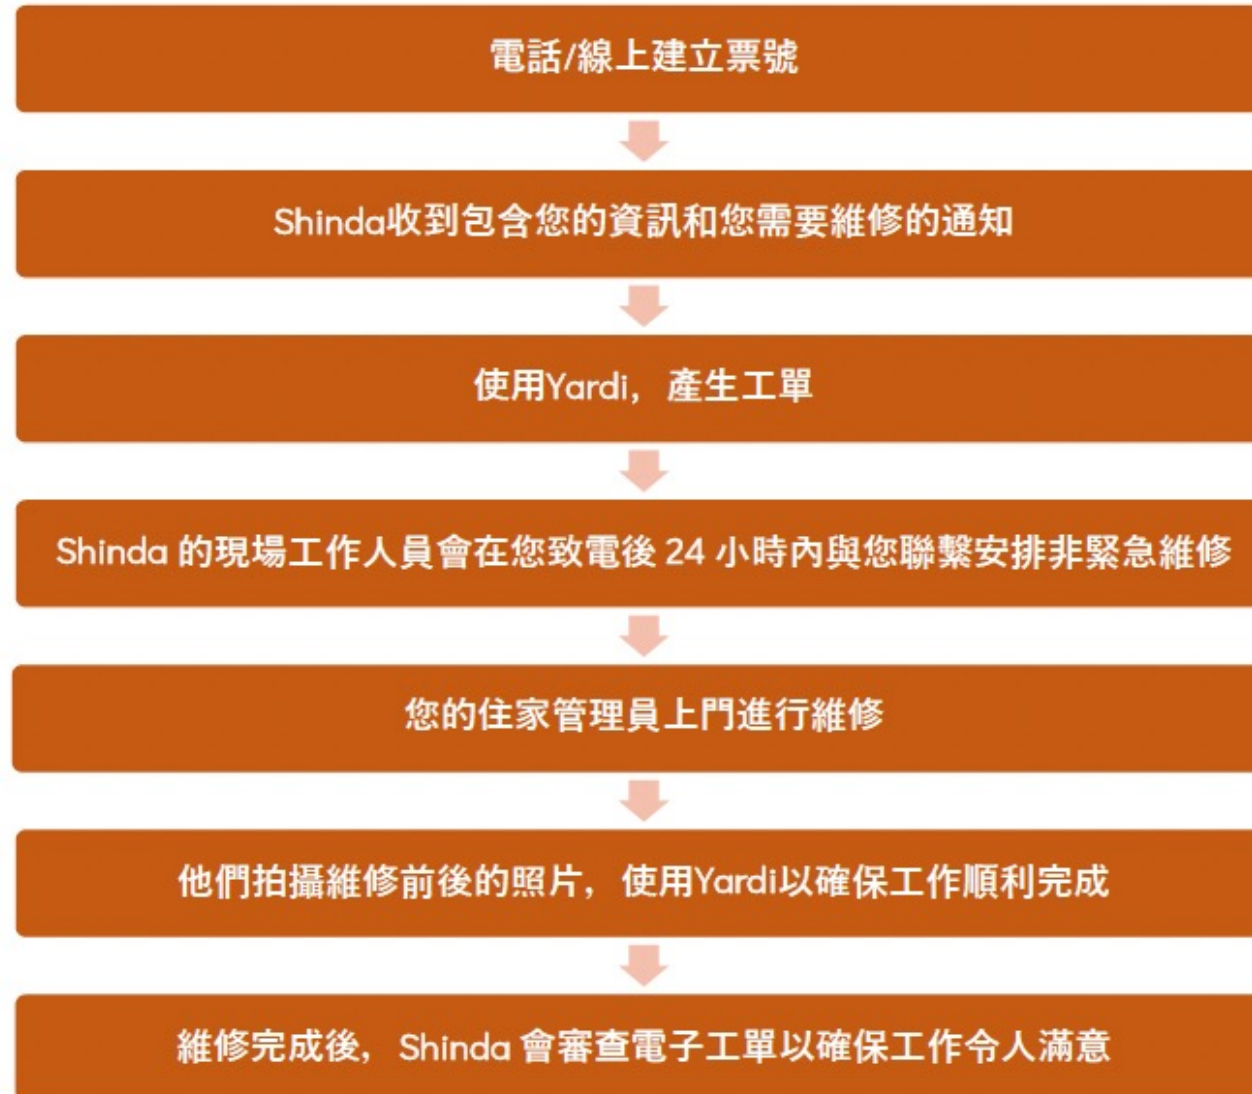 電話/線上建立票號
Shinda收到包含您的資訊和您需要維修的通知
使用Yardi，產生工單
Shinda 的現場工作人員會在您致電後 24 小時內與您聯繫安排非緊急維修
您的住家管理員上門進行維修
他們拍攝維修前後的照片，使用Yardi以確保工作順利完成
維修完成後，Shinda 會審查電子工單以確保工作令人滿意